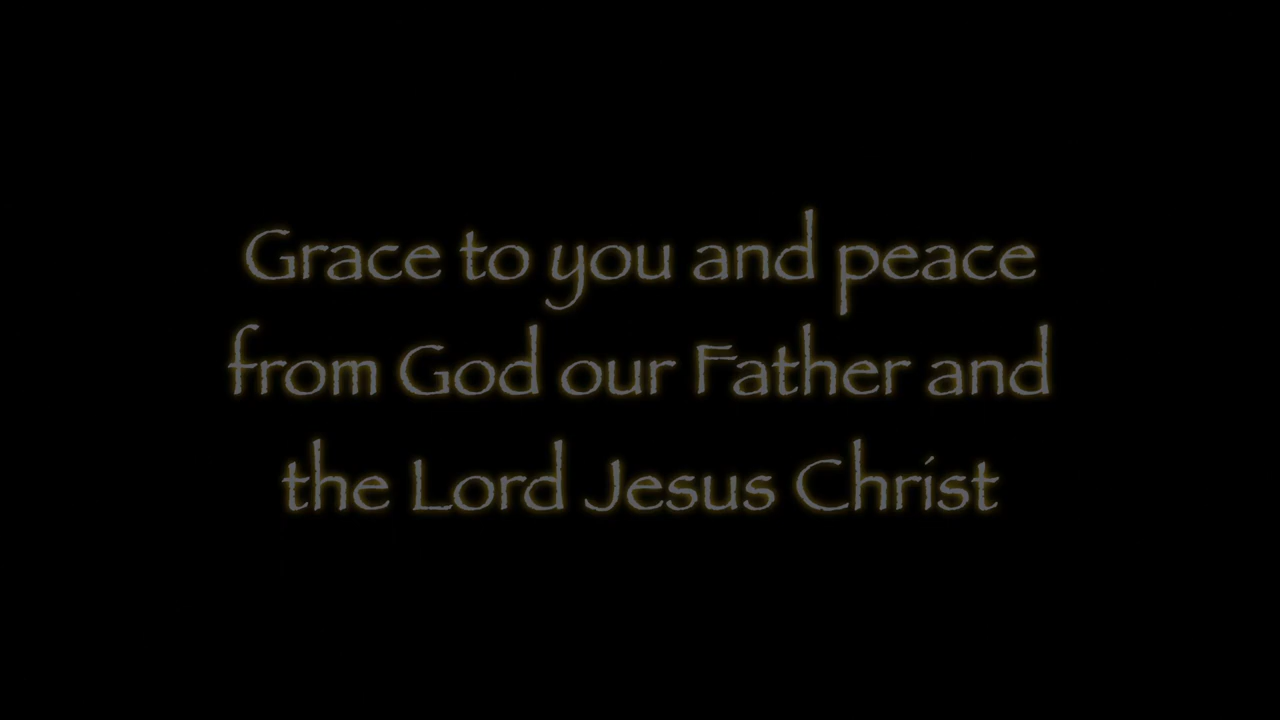 Grace to you and peace
from God our Father and
the Lord Jesus Christ